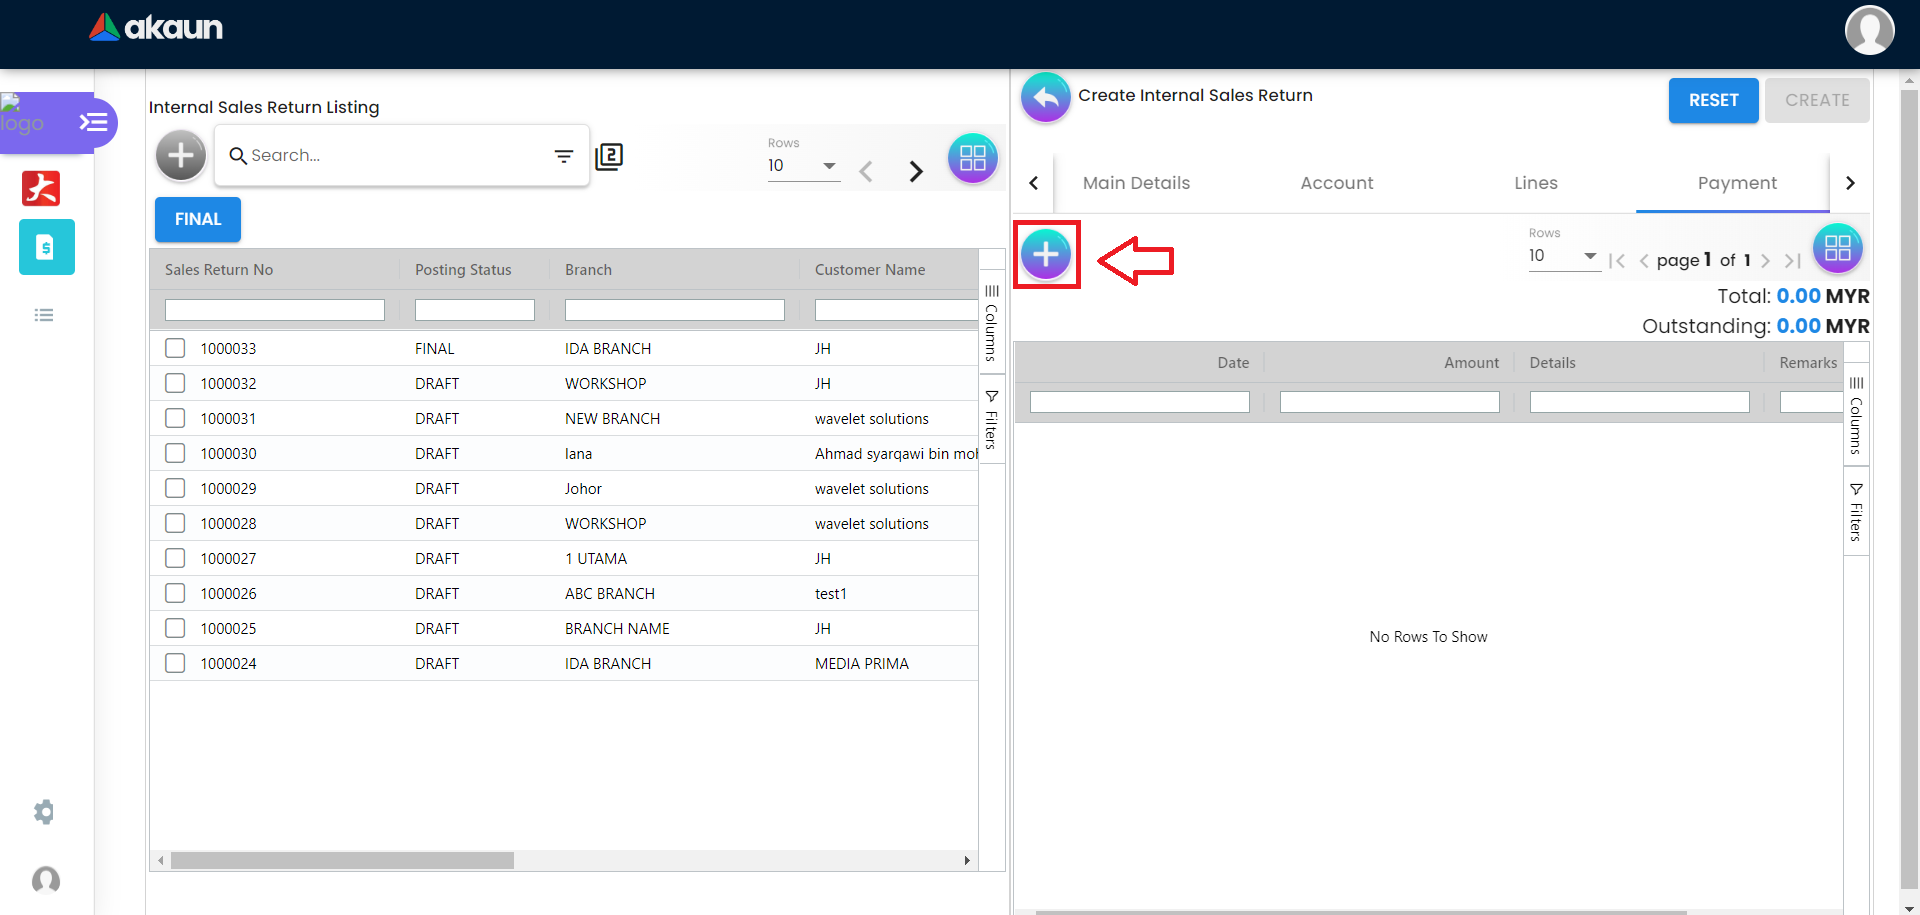 akaun
logo
Internal Sales Return Listing
Search...
2
Rows
10
FINAL
Sales Return No Posting Status Branch Customer Name
1000033 FINAL IDA BRANCH JH
1000032 DRAFT WORKSHOP JH
1000031 DRAFT NEW BRANCH wavelet solutions
1000030 DRAFT lana Ahmad syarqawi bin moh
1000029 DRAFT Johor wavelet solutions
1000028 DRAFT WORKSHOP wavelet solutions
1000027 DRAFT 1 UTAMA JH
1000026 DRAFT ABC BRANCH test1
1000025 DRAFT BRANCH NAME JH
1000024 DRAFT IDA BRANCH MEDIA PRIMA
Columns
Filters
Create Internal Sales Return
RESET CREATE
Main Details Account Lines Payment
Rows
10
page 1 of 1
Total: 0.00 MYR
Outstanding: 0.00 MYR
Date Amount Details Remarks
Columns
Filters
No Rows To Show